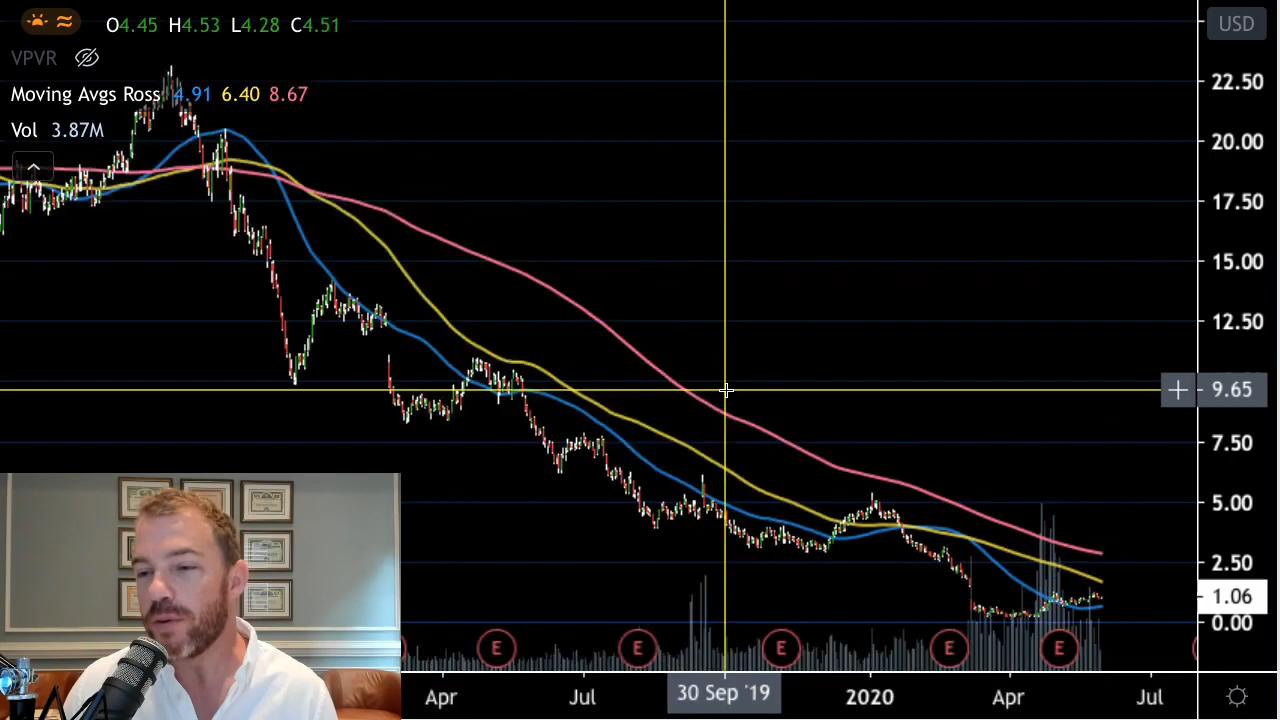 O4.45 H4.53 L4.28 C4.51
USD
VPVR
Moving Avgs Ross 4.91 6.40 8.67
Vol 3.87M
22.50
20.00
17.50
15.00
12.50
9.65
7.50
5.00
2.50
1.06
0.00
E E E E E
Apr Jul 30 Sep '19 2020 Apr Jul